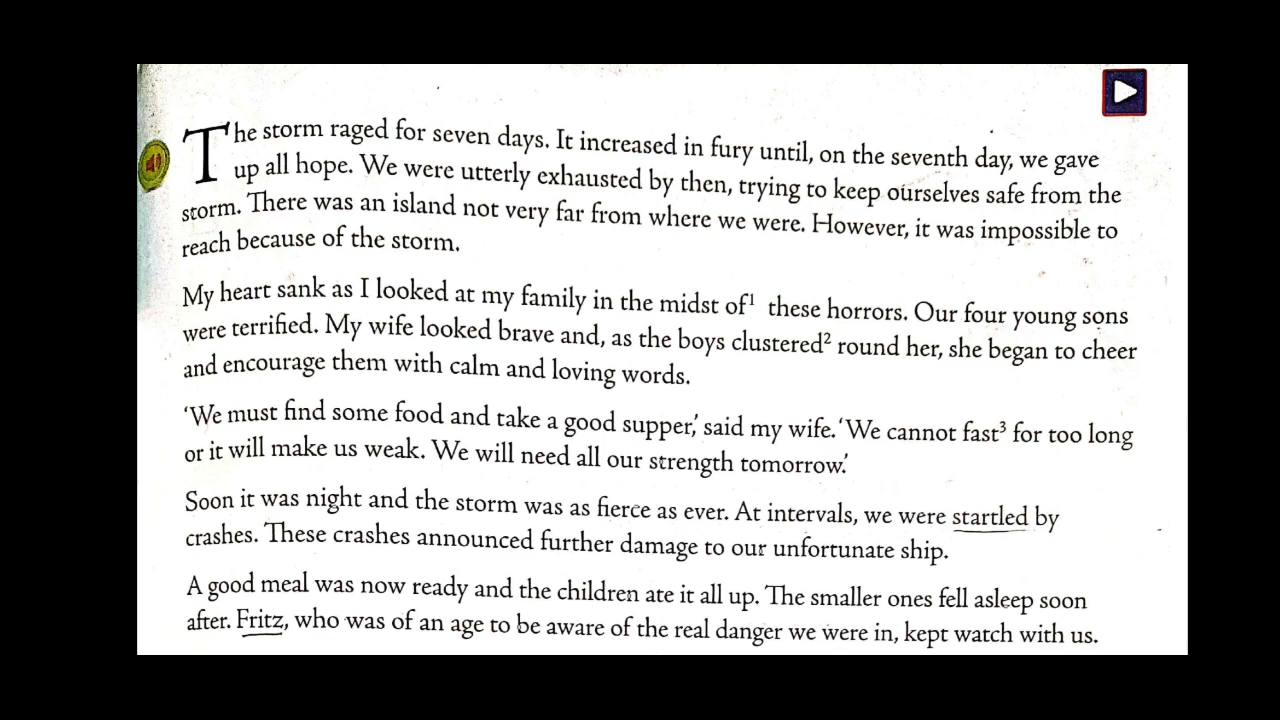 The storm raged for seven days. It increased in fury until, on the seventh day, we gave
up all hope. We were utterly exhausted by then, trying to keep ourselves safe from the
storm. There was an island not very far from where we were. However, it was impossible to
reach because of the storm.
My heart sank as I looked at my family in the midst of¹ these horrors. Our four young sons
were terrified. My wife looked brave and, as the boys clustered² round her, she began to cheer
and encourage them with calm and loving words.
‘We must find some food and take a good supper,’ said my wife. ‘We cannot fast³ for too long
or it will make us weak. We will need all our strength tomorrow.’
Soon it was night and the storm was as fierce as ever. At intervals, we were startled by
crashes. These crashes announced further damage to our unfortunate ship.
A good meal was now ready and the children ate it all up. The smaller ones fell asleep soon
after. Fritz, who was of an age to be aware of the real danger we were in, kept watch with us.